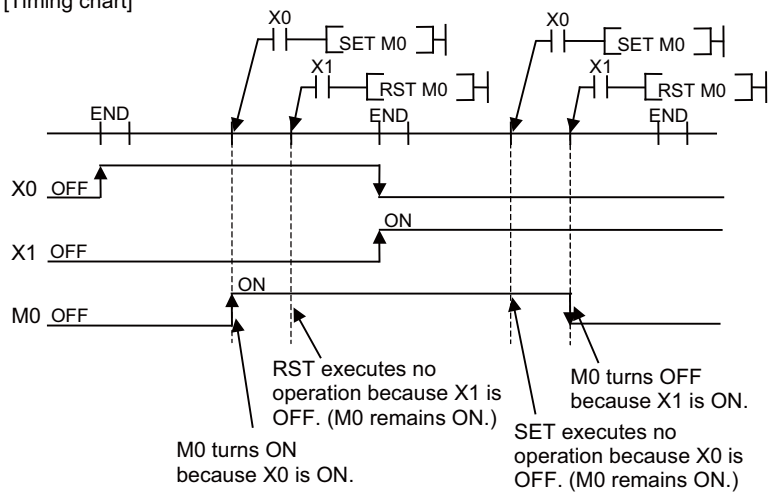 [Timing chart]
X0
SET M0
X1
RST M0
X0
SET M0
X1
RST M0
END
END
END
X0 OFF
ON
X1 OFF
ON
M0 OFF
RST executes no
operation because X1 is
OFF. (M0 remains ON.)
M0 turns OFF
because X1 is ON.
M0 turns ON
because X0 is ON.
SET executes no
operation because X0 is
OFF. (M0 remains ON.)